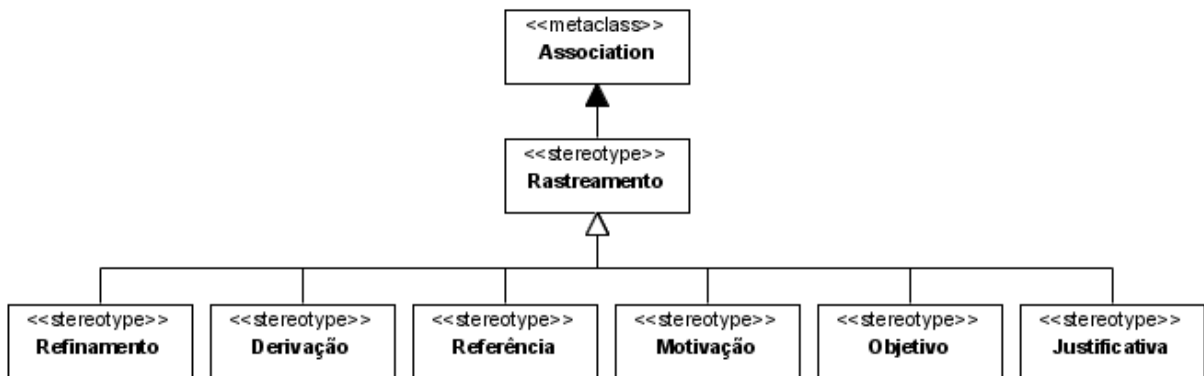 <<metaclass>>
Association
<<stereotype>>
Rastreamento
<<stereotype>>
Refinamento
<<stereotype>>
Derivação
<<stereotype>>
Referência
<<stereotype>>
Motivação
<<stereotype>>
Objetivo
<<stereotype>>
Justificativa